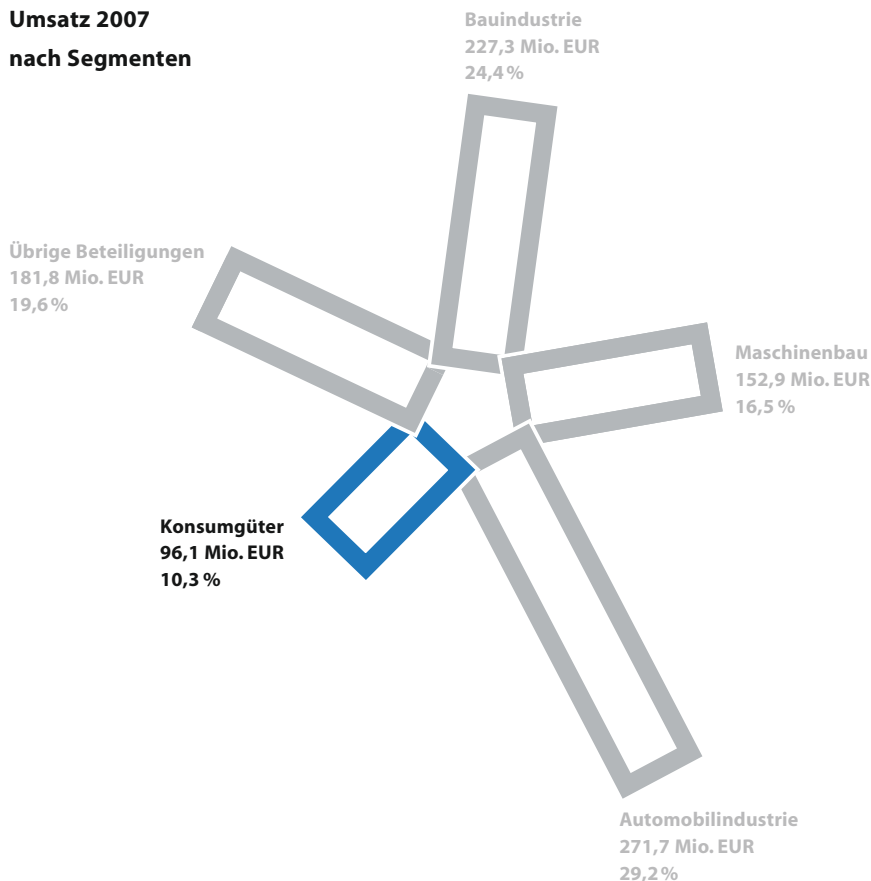 Umsatz 2007
nach Segmenten
Bauindustrie
227,3 Mio. EUR
24,4 %
Übrige Beteiligungen
181,8 Mio. EUR
19,6 %
Maschinenbau
152,9 Mio. EUR
16,5 %
Konsumgüter
96,1 Mio. EUR
10,3 %
Automobilindustrie
271,7 Mio. EUR
29,2 %